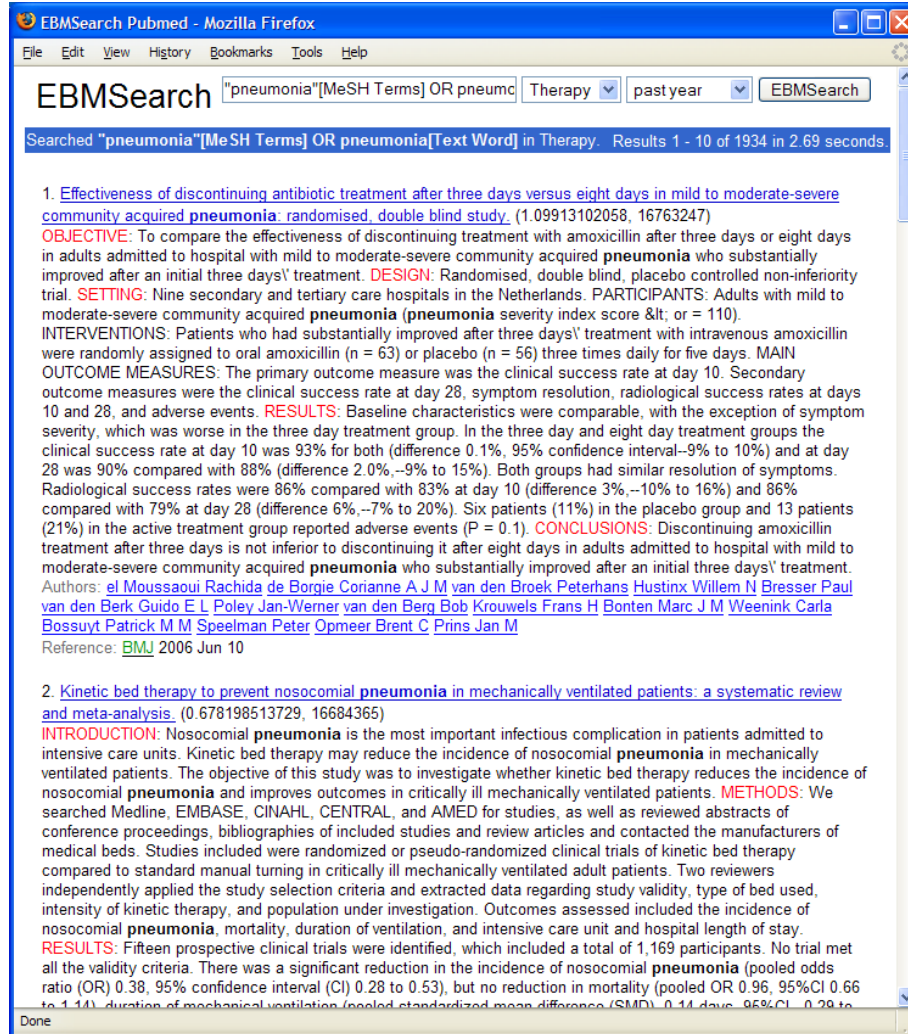 EBMSearch Pubmed - Mozilla Firefox
File Edit View History Bookmarks Tools Help
EBMSearch "pneumonia"[MeSH Terms] OR pneumo Therapy past year EBMSearch
Searched "pneumonia"[MeSH Terms] OR pneumonia[Text Word] in Therapy. Results 1 - 10 of 1934 in 2.69 seconds.
1. Effectiveness of discontinuing antibiotic treatment after three days versus eight days in mild to moderate-severe
community acquired pneumonia: randomised, double blind study. (1.09913102058, 16763247)
OBJECTIVE: To compare the effectiveness of discontinuing treatment with amoxicillin after three days or eight days
in adults admitted to hospital with mild to moderate-severe community acquired pneumonia who substantially
improved after an initial three days\' treatment. DESIGN: Randomised, double blind, placebo controlled non-inferiority
trial. SETTING: Nine secondary and tertiary care hospitals in the Netherlands. PARTICIPANTS: Adults with mild to
moderate-severe community acquired pneumonia (pneumonia severity index score &lt; or = 110).
INTERVENTIONS: Patients who had substantially improved after three days\' treatment with intravenous amoxicillin
were randomly assigned to oral amoxicillin (n = 63) or placebo (n = 56) three times daily for five days. MAIN
OUTCOME MEASURES: The primary outcome measure was the clinical success rate at day 10. Secondary
outcome measures were the clinical success rate at day 28, symptom resolution, radiological success rates at days
10 and 28, and adverse events. RESULTS: Baseline characteristics were comparable, with the exception of symptom
severity, which was worse in the three day treatment group. In the three day and eight day treatment groups the
clinical success rate at day 10 was 93% for both (difference 0.1%, 95% confidence interval--9% to 10%) and at day
28 was 90% compared with 88% (difference 2.0%,--9% to 15%). Both groups had similar resolution of symptoms.
Radiological success rates were 86% compared with 83% at day 10 (difference 3%,--10% to 16%) and 86%
compared with 79% at day 28 (difference 6%,--7% to 20%). Six patients (11%) in the placebo group and 13 patients
(21%) in the active treatment group reported adverse events (P = 0.1). CONCLUSIONS: Discontinuing amoxicillin
treatment after three days is not inferior to discontinuing it after eight days in adults admitted to hospital with mild to
moderate-severe community acquired pneumonia who substantially improved after an initial three days\' treatment.
Authors: el Moussaoui Rachida de Borgie Corianne A J M van den Broek Peterhans Hustinx Willem N Bresser Paul
van den Berk Guido E L Poley Jan-Werner van den Berg Bob Krouwels Frans H Bonten Marc J M Weenink Carla
Bossuyt Patrick M M Speelman Peter Opmeer Brent C Prins Jan M
Reference: BMJ 2006 Jun 10
2. Kinetic bed therapy to prevent nosocomial pneumonia in mechanically ventilated patients: a systematic review
and meta-analysis. (0.678198513729, 16684365)
INTRODUCTION: Nosocomial pneumonia is the most important infectious complication in patients admitted to
intensive care units. Kinetic bed therapy may reduce the incidence of nosocomial pneumonia in mechanically
ventilated patients. The objective of this study was to investigate whether kinetic bed therapy reduces the incidence of
nosocomial pneumonia and improves outcomes in critically ill mechanically ventilated patients. METHODS: We
searched Medline, EMBASE, CINAHL, CENTRAL, and AMED for studies, as well as reviewed abstracts of
conference proceedings, bibliographies of included studies and review articles and contacted the manufacturers of
medical beds. Studies included were randomized or pseudo-randomized clinical trials of kinetic bed therapy
compared to standard manual turning in critically ill mechanically ventilated adult patients. Two reviewers
independently applied the study selection criteria and extracted data regarding study validity, type of bed used,
intensity of kinetic therapy, and population under investigation. Outcomes assessed included the incidence of
nosocomial pneumonia, mortality, duration of ventilation, and intensive care unit and hospital length of stay.
RESULTS: Fifteen prospective clinical trials were identified, which included a total of 1,169 participants. No trial met
all the validity criteria. There was a significant reduction in the incidence of nosocomial pneumonia (pooled odds
ratio (OR) 0.38, 95% confidence interval (CI) 0.28 to 0.53), but no reduction in mortality (pooled OR 0.96, 95%CI 0.66
to 1.14), duration of mechanical ventilation (pooled standardized mean difference (SMD) 0.14 days, 95%CI, 0.29 to
Done